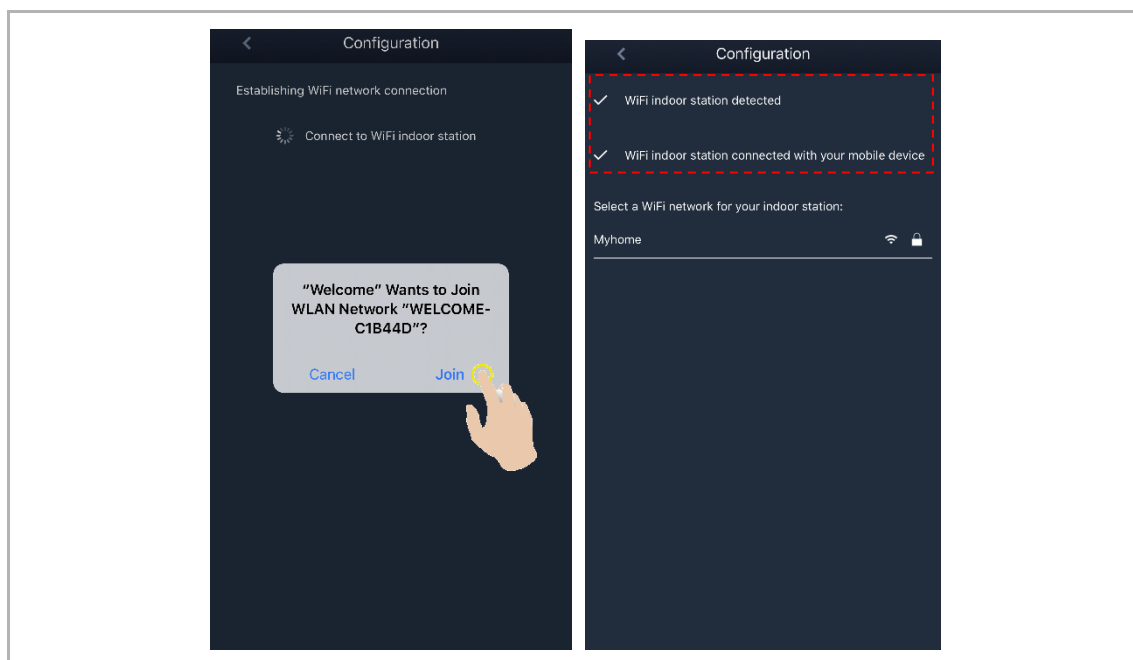 Configuration
Establishing WiFi network connection
Connect to WiFi indoor station
"Welcome" Wants to Join
WLAN Network "WELCOME-
C1B44D"?
Cancel Join
Configuration
WiFi indoor station detected
WiFi indoor station connected with your mobile device
Select a WiFi network for your indoor station:
Myhome